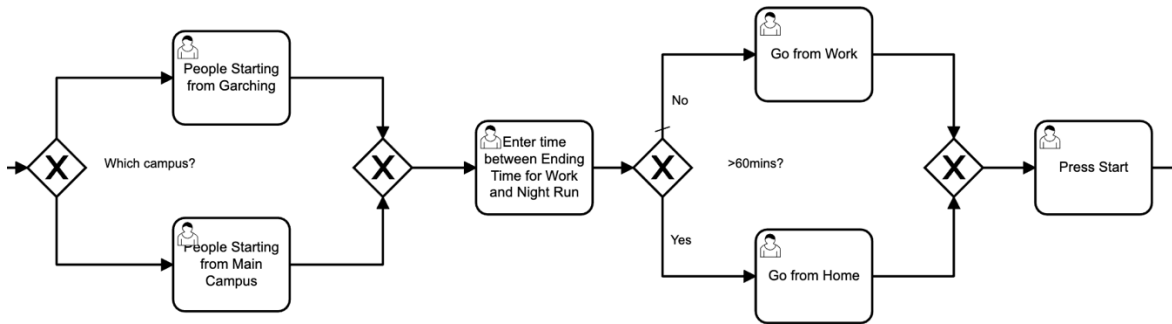 People Starting
from Garching
Which campus?
People Starting
from Main
Campus
Enter time
between Ending
Time for Work
and Night Run
No
>60mins?
Yes
Go from Work
Go from Home
Press Start